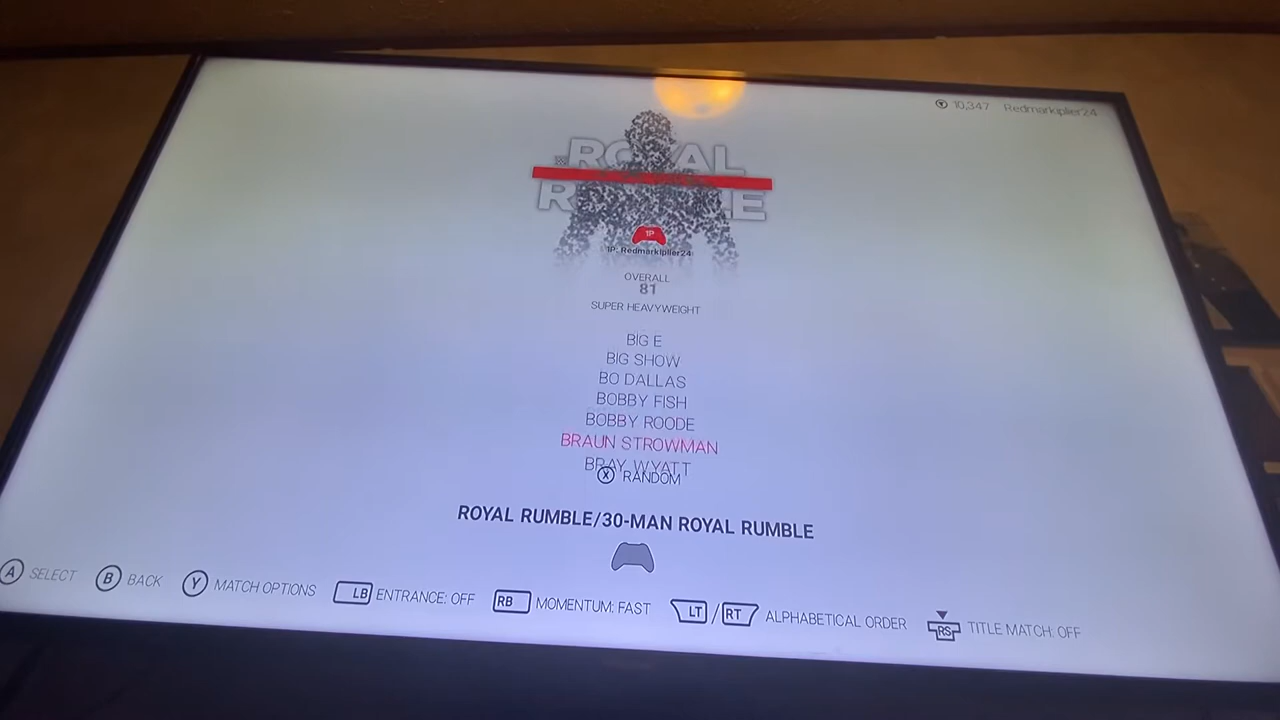 10,347 Redmarkiplier24
ROYAL
RUMBLE
1P
1P: Redmarkiplier24
OVERALL
81
SUPER HEAVYWEIGHT
BIG E
BIG SHOW
BO DALLAS
BOBBY FISH
BOBBY ROODE
BRAUN STROWMAN
BRAY WYATT
X RANDOM
ROYAL RUMBLE/30-MAN ROYAL RUMBLE
A SELECT B BACK Y MATCH OPTIONS LB ENTRANCE: OFF RB MOMENTUM: FAST LT / RT ALPHABETICAL ORDER RS TITLE MATCH: OFF